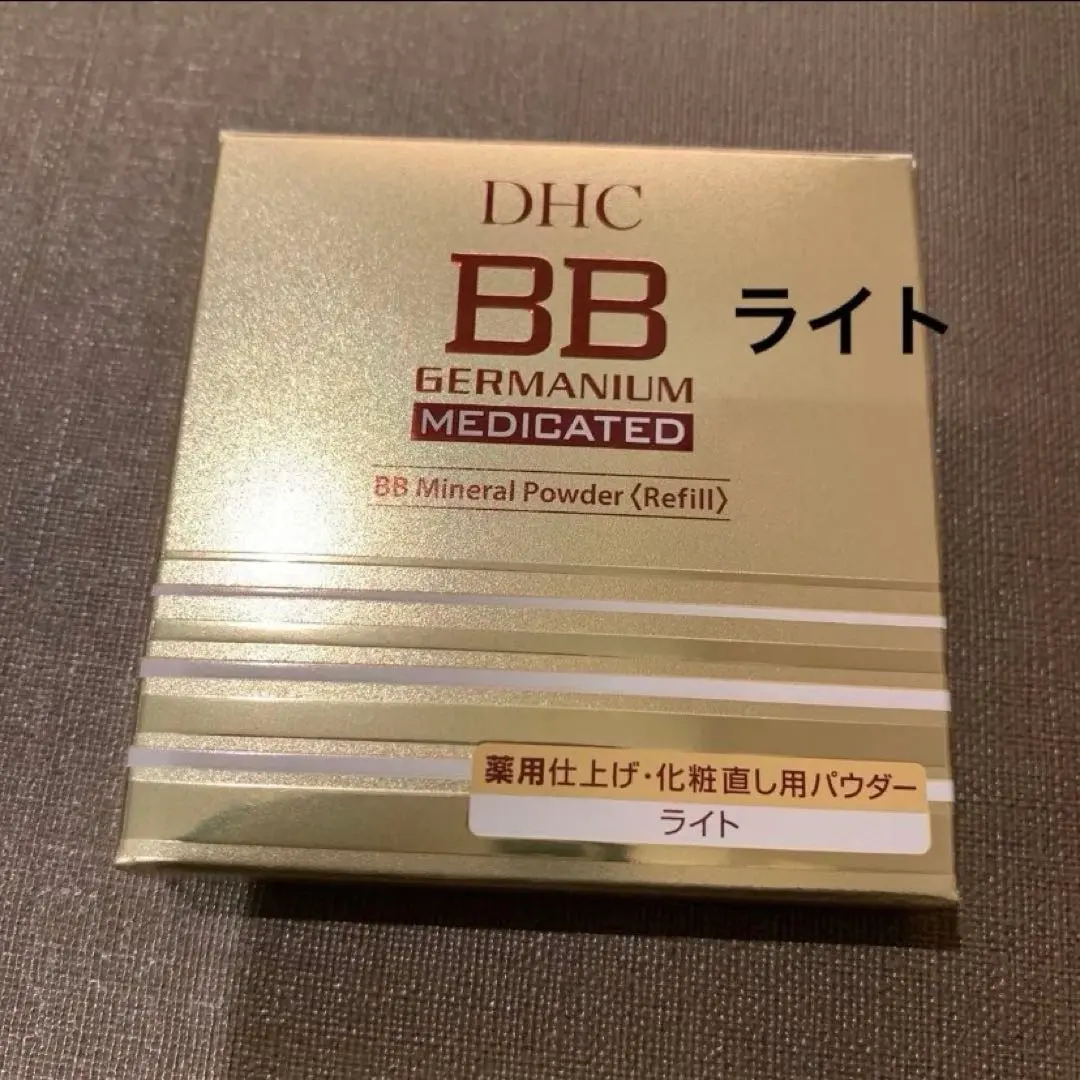 DHC
BB
ライト
GERMANIUM
MEDICATED
BB Mineral Powder〈Refill〉
薬用仕上げ・化粧直し用パウダー
ライト